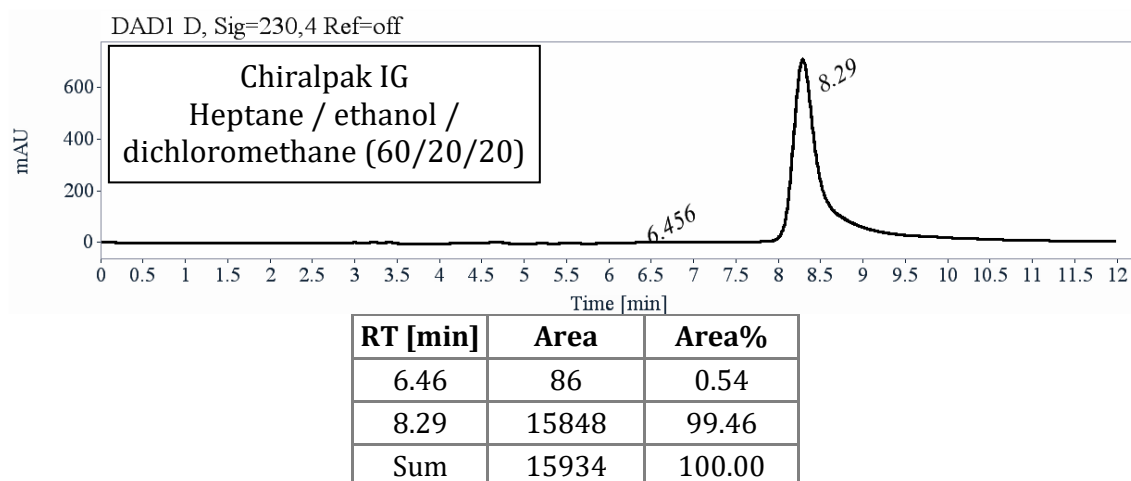 DAD1 D, Sig=230,4 Ref=off
Chiralpak IG
Heptane / ethanol /
dichloromethane (60/20/20)
mAU
600
400
200
0
6.456
8.29
0 0.5 1 1.5 2 2.5 3 3.5 4 4.5 5 5.5 6 6.5 7 7.5 8 8.5 9 9.5 10 10.5 11 11.5 12
Time [min]
RT [min] Area Area%
6.46 86 0.54
8.29 15848 99.46
Sum 15934 100.00